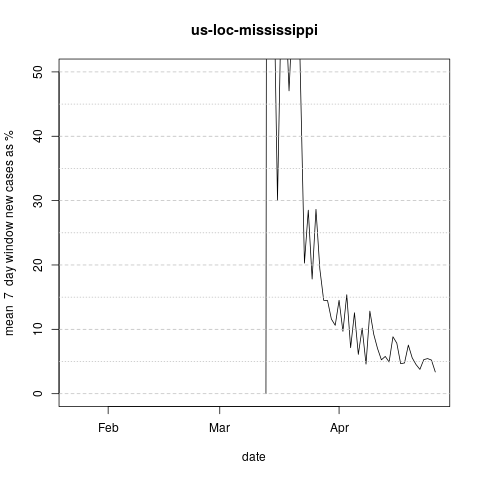 us-loc-mississippi
mean  7  day window new cases as %
50
40
30
20
10
0
Feb
Mar
Apr
date